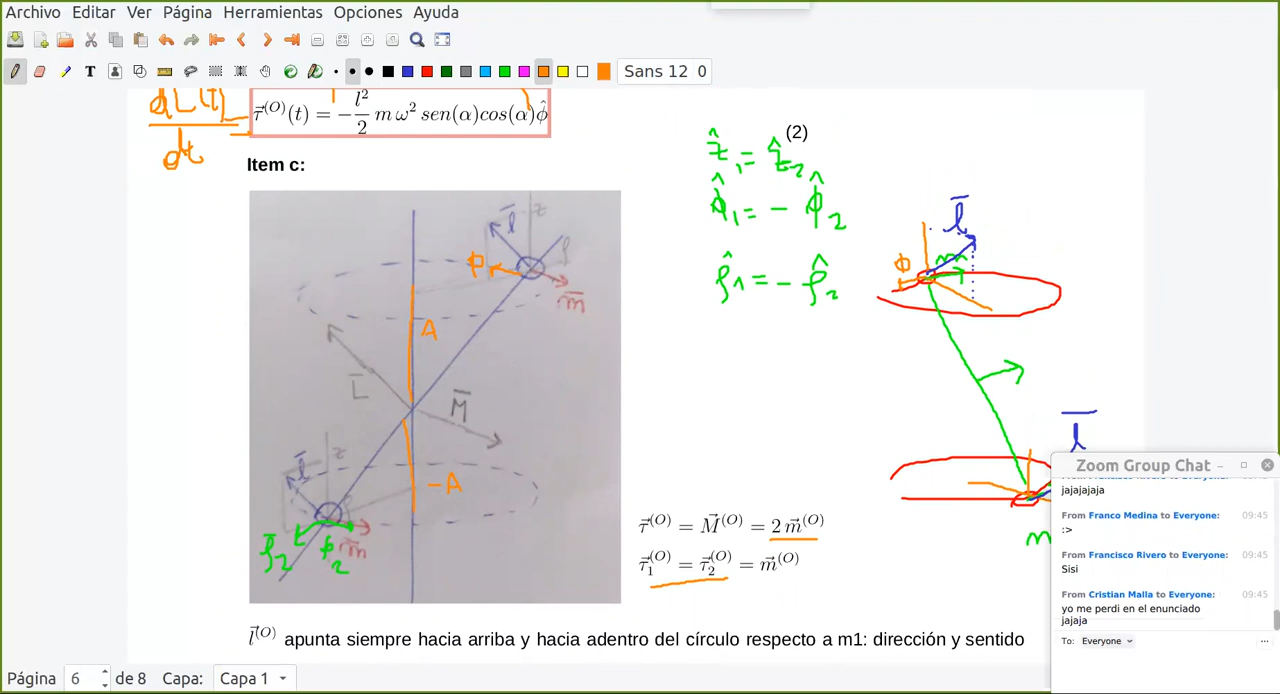 Archivo Editar Ver Página Herramientas Opciones Ayuda
T Sans 12 0
dL(t)
dt
τ⃗^(O)(t) = −l²/2 m ω² sen(α)cos(α)ϕ̂
(2)
ẑ₁ = ẑ₂
ϕ̂₁ = − ϕ̂₂
ρ̂₁ = − ρ̂₂
Item c:
l̅ z ρ
φ
m̅
A
L̅
M̅
l̅ z
−A
ρ̅₂ φ₂ m̅
l̅
φ m
l̅
m
τ⃗^(O) = M⃗^(O) = 2 m⃗^(O)
τ⃗₁^(O) = τ⃗₂^(O) = m⃗^(O)
l⃗^(O) apunta siempre hacia arriba y hacia adentro del círculo respecto a m1: dirección y sentido
Zoom Group Chat
jajajajaja
From Franco Medina to Everyone: 09:45
:>
From Francisco Rivero to Everyone: 09:45
Sisi
From Cristian Malla to Everyone: 09:45
yo me perdi en el enunciado
jajaja
To: Everyone
Página 6 de 8 Capa: Capa 1